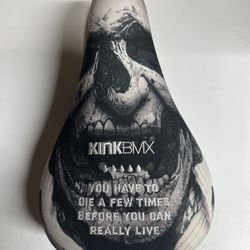 KINKBMX
YOU HAVE TO
DIE A FEW TIMES
BEFORE YOU CAN
REALLY LIVE